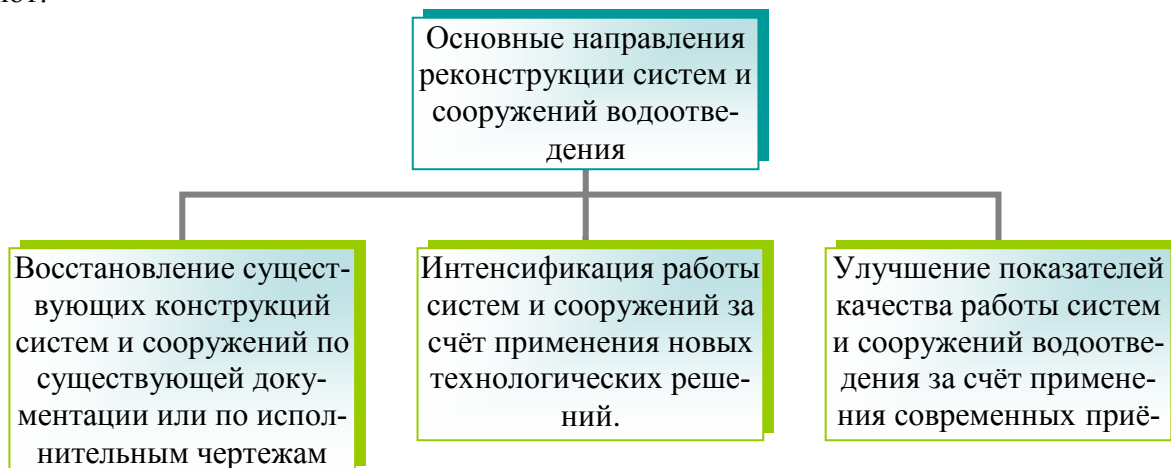 Основные направления
реконструкции систем и
сооружений водоотве-
дения
Восстановление сущест-
вующих конструкций
систем и сооружений по
существующей доку-
ментации или по испол-
нительным чертежам
Интенсификация работы
систем и сооружений за
счёт применения новых
технологических реше-
ний.
Улучшение показателей
качества работы систем
и сооружений водоотве-
дения за счёт примене-
ния современных приё-